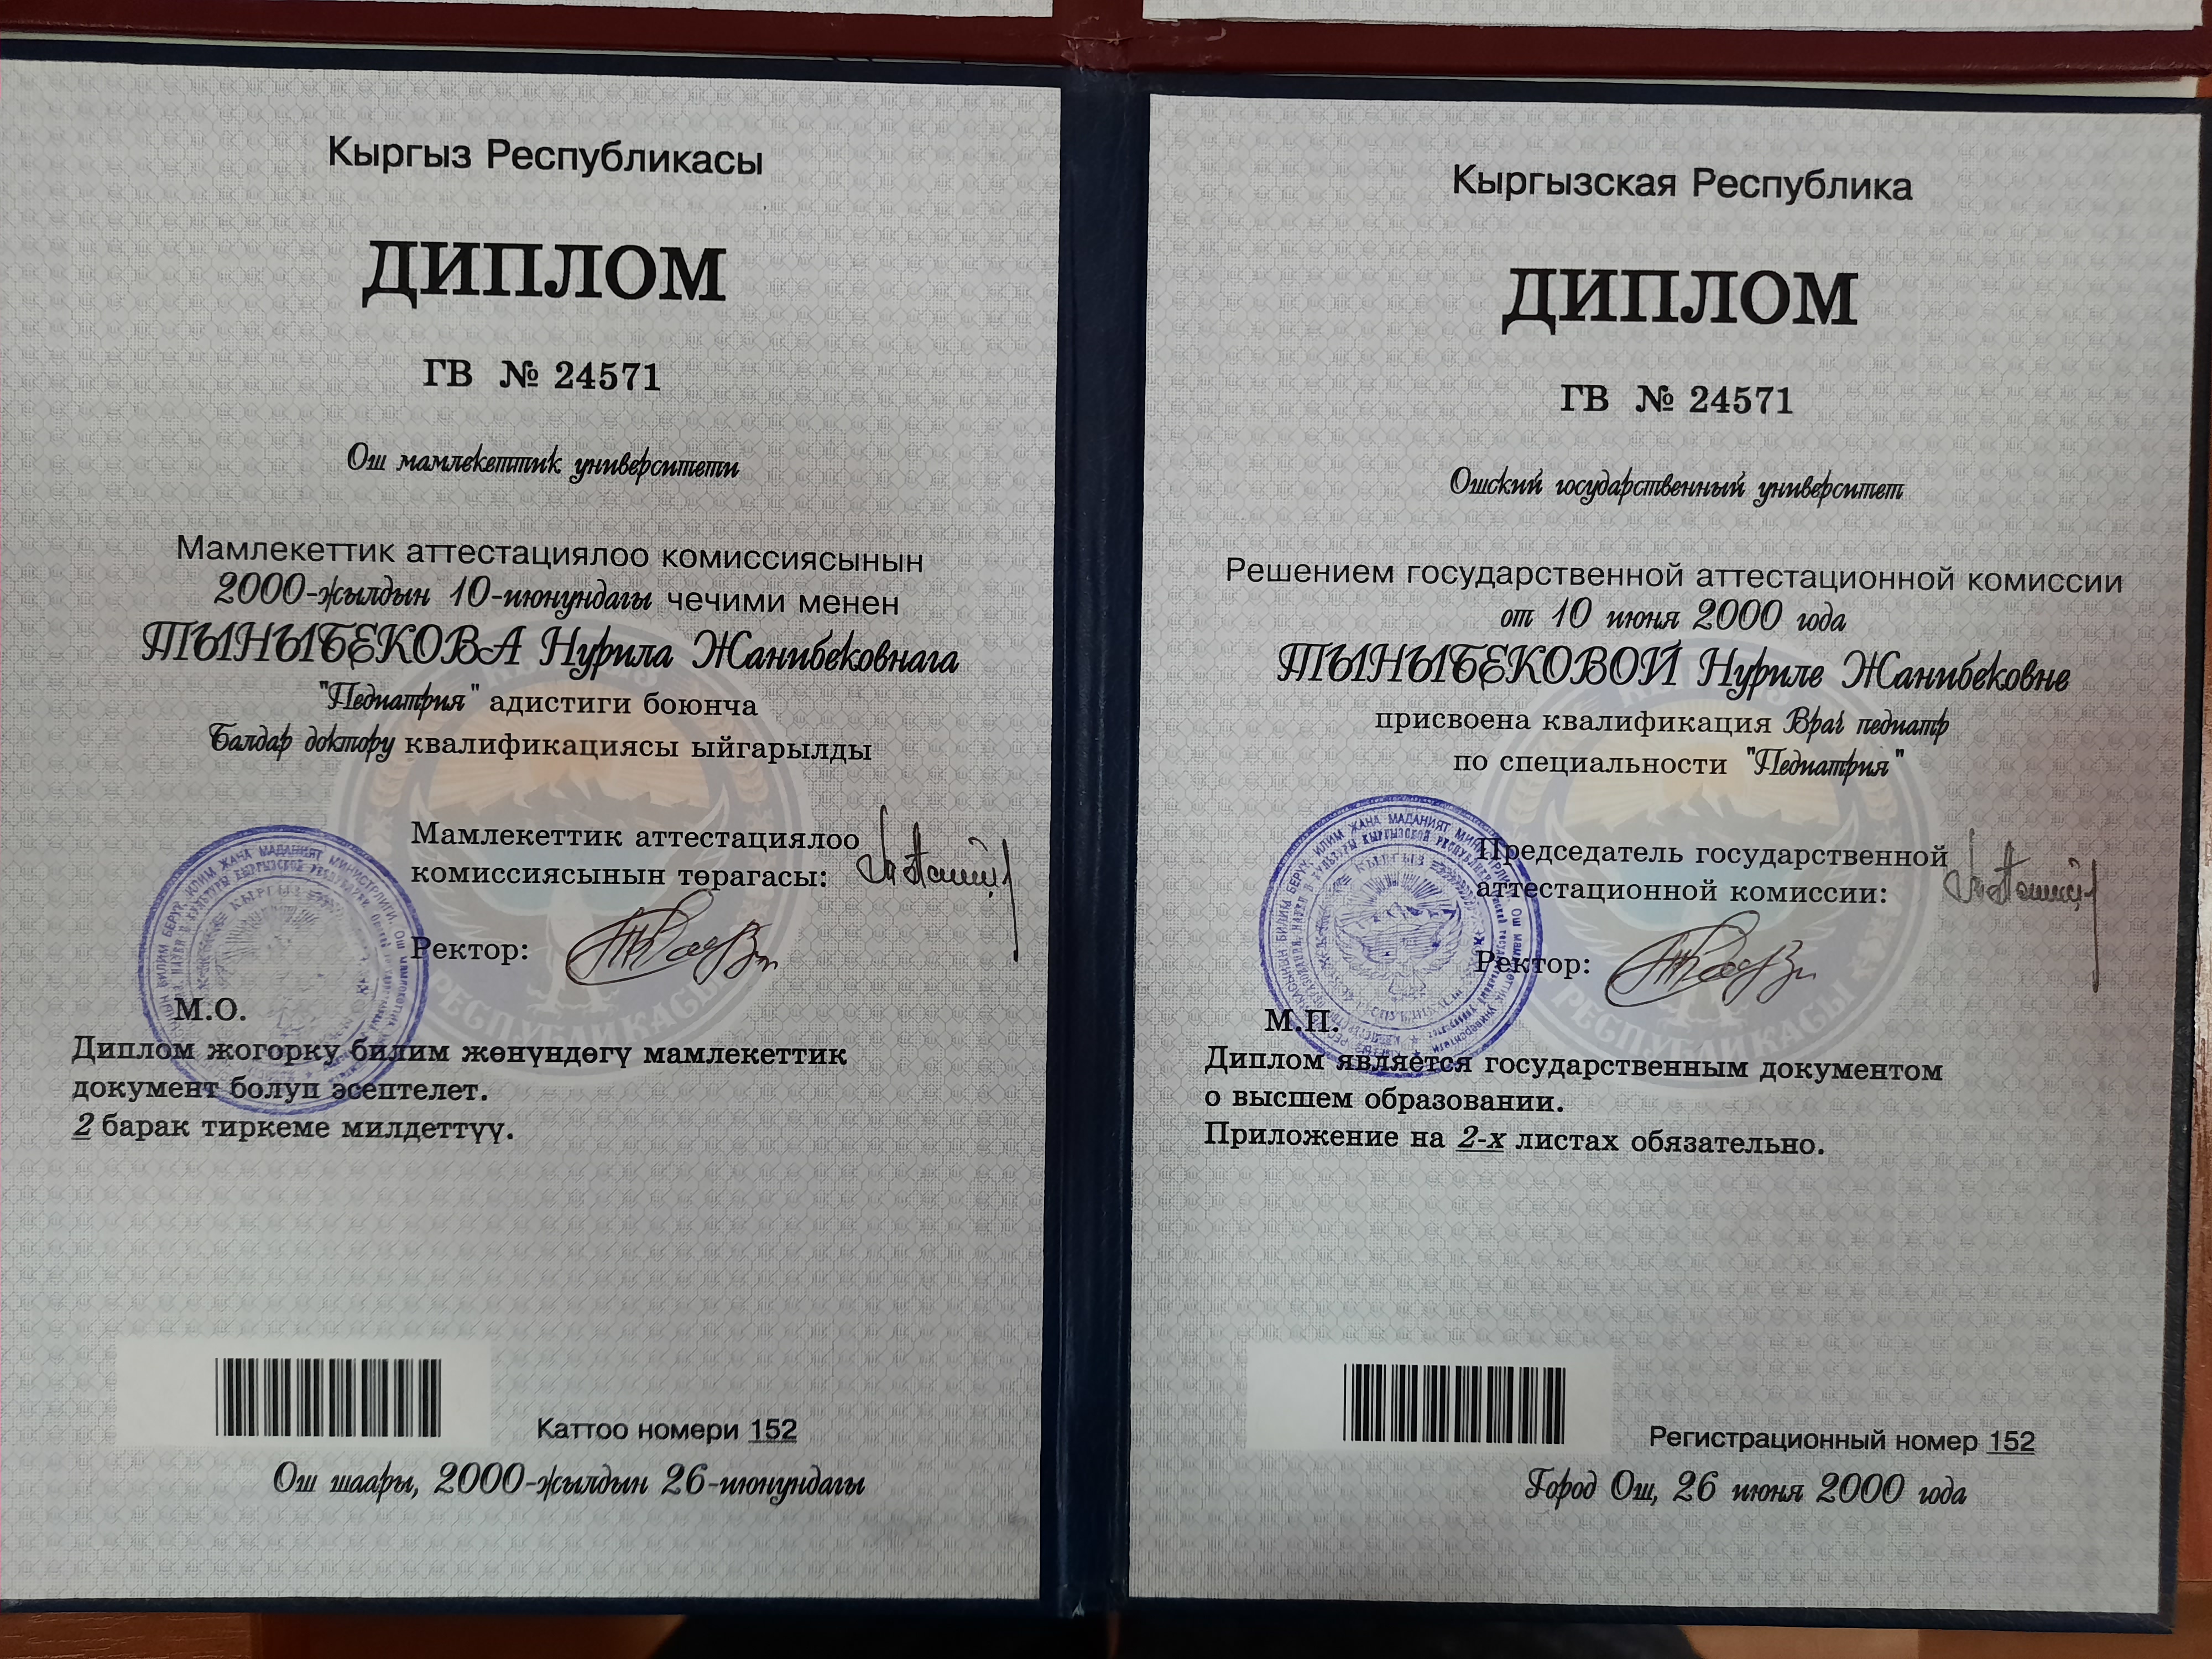 Кыргыз Республикасы
ДИПЛОМ
ГВ № 24571
Ош мамлекеттик университети
Мамлекеттик аттестациялоо комиссиясынын
2000-жылдын 10-июнундагы чечими менен
ТЫНЫБЕКОВА Нурила Жанибековнага
"Педиатрия" адистиги боюнча
балдар доктору квалификациясы ыйгарылды
Мамлекеттик аттестациялоо
комиссиясынын төрагасы:
Ректор:
М.О.
Диплом жогорку билим жөнүндөгү мамлекеттик
документ болуп эсептелет.
2 барак тиркеме милдеттүү.
Каттоо номери 152
Ош шаары, 2000-жылдын 26-июнундагы
Кыргызская Республика
ДИПЛОМ
ГВ № 24571
Ошский государственный университет
Решением государственной аттестационной комиссии
от 10 июня 2000 года
ТЫНЫБЕКОВОЙ Нуриле Жанибековне
присвоена квалификация Врач педиатр
по специальности "Педиатрия"
Председатель государственной
аттестационной комиссии:
Ректор:
М.П.
Диплом является государственным документом
о высшем образовании.
Приложение на 2-х листах обязательно.
Регистрационный номер 152
Город Ош, 26 июня 2000 года